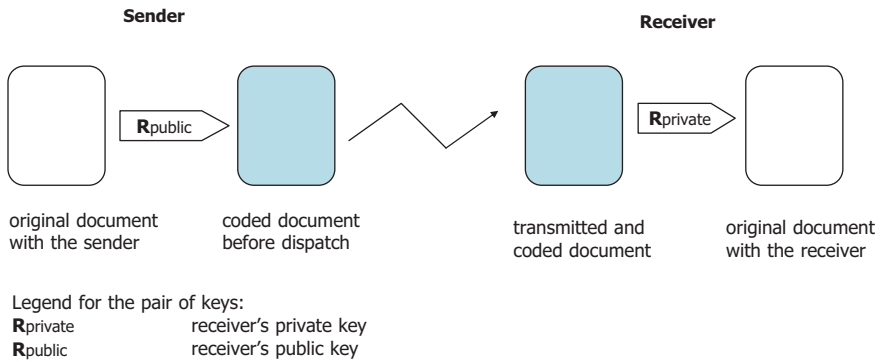 Sender
Receiver
Rpublic
Rprivate
original document
with the sender
coded document
before dispatch
transmitted and
coded document
original document
with the receiver
Legend for the pair of keys:
Rprivate receiver's private key
Rpublic receiver's public key